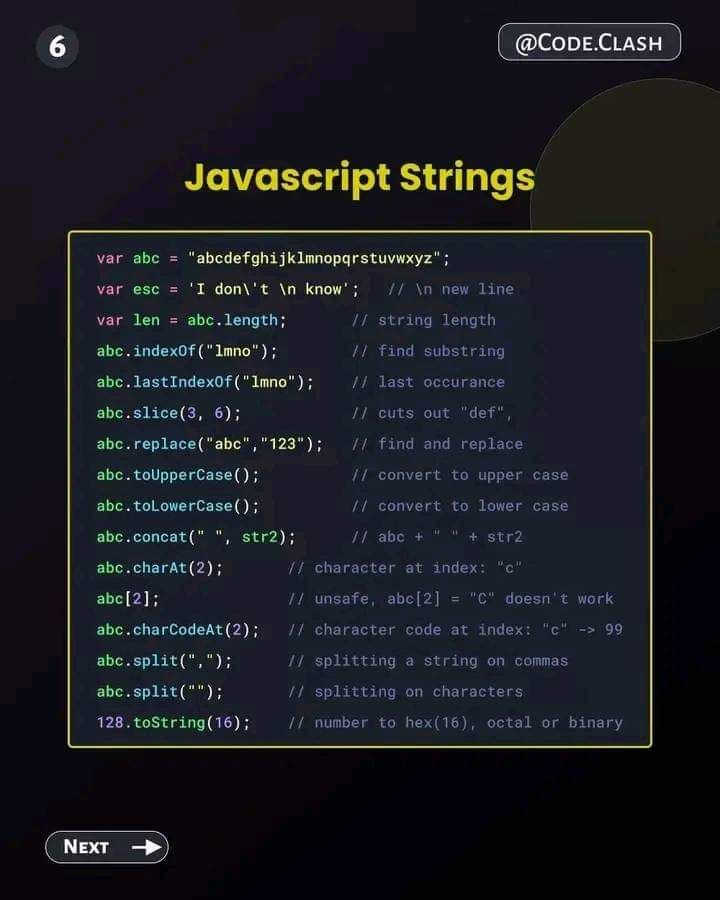 6
@CODE.CLASH
Javascript Strings
var abc = "abcdefghijklmnopqrstuvwxyz";
var esc = 'I don\'t \n know';   // \n new line
var len = abc.length;       // string length
abc.indexOf("lmno");        // find substring
abc.lastIndexOf("lmno");    // last occurance
abc.slice(3, 6);            // cuts out "def",
abc.replace("abc","123");   // find and replace
abc.toUpperCase();          // convert to upper case
abc.toLowerCase();          // convert to lower case
abc.concat(" ", str2);      // abc + " " + str2
abc.charAt(2);       // character at index: "c"
abc[2];              // unsafe, abc[2] = "C" doesn't work
abc.charCodeAt(2);   // character code at index: "c" -> 99
abc.split(",");      // splitting a string on commas
abc.split("");       // splitting on characters
128.toString(16);    // number to hex(16), octal or binary
NEXT